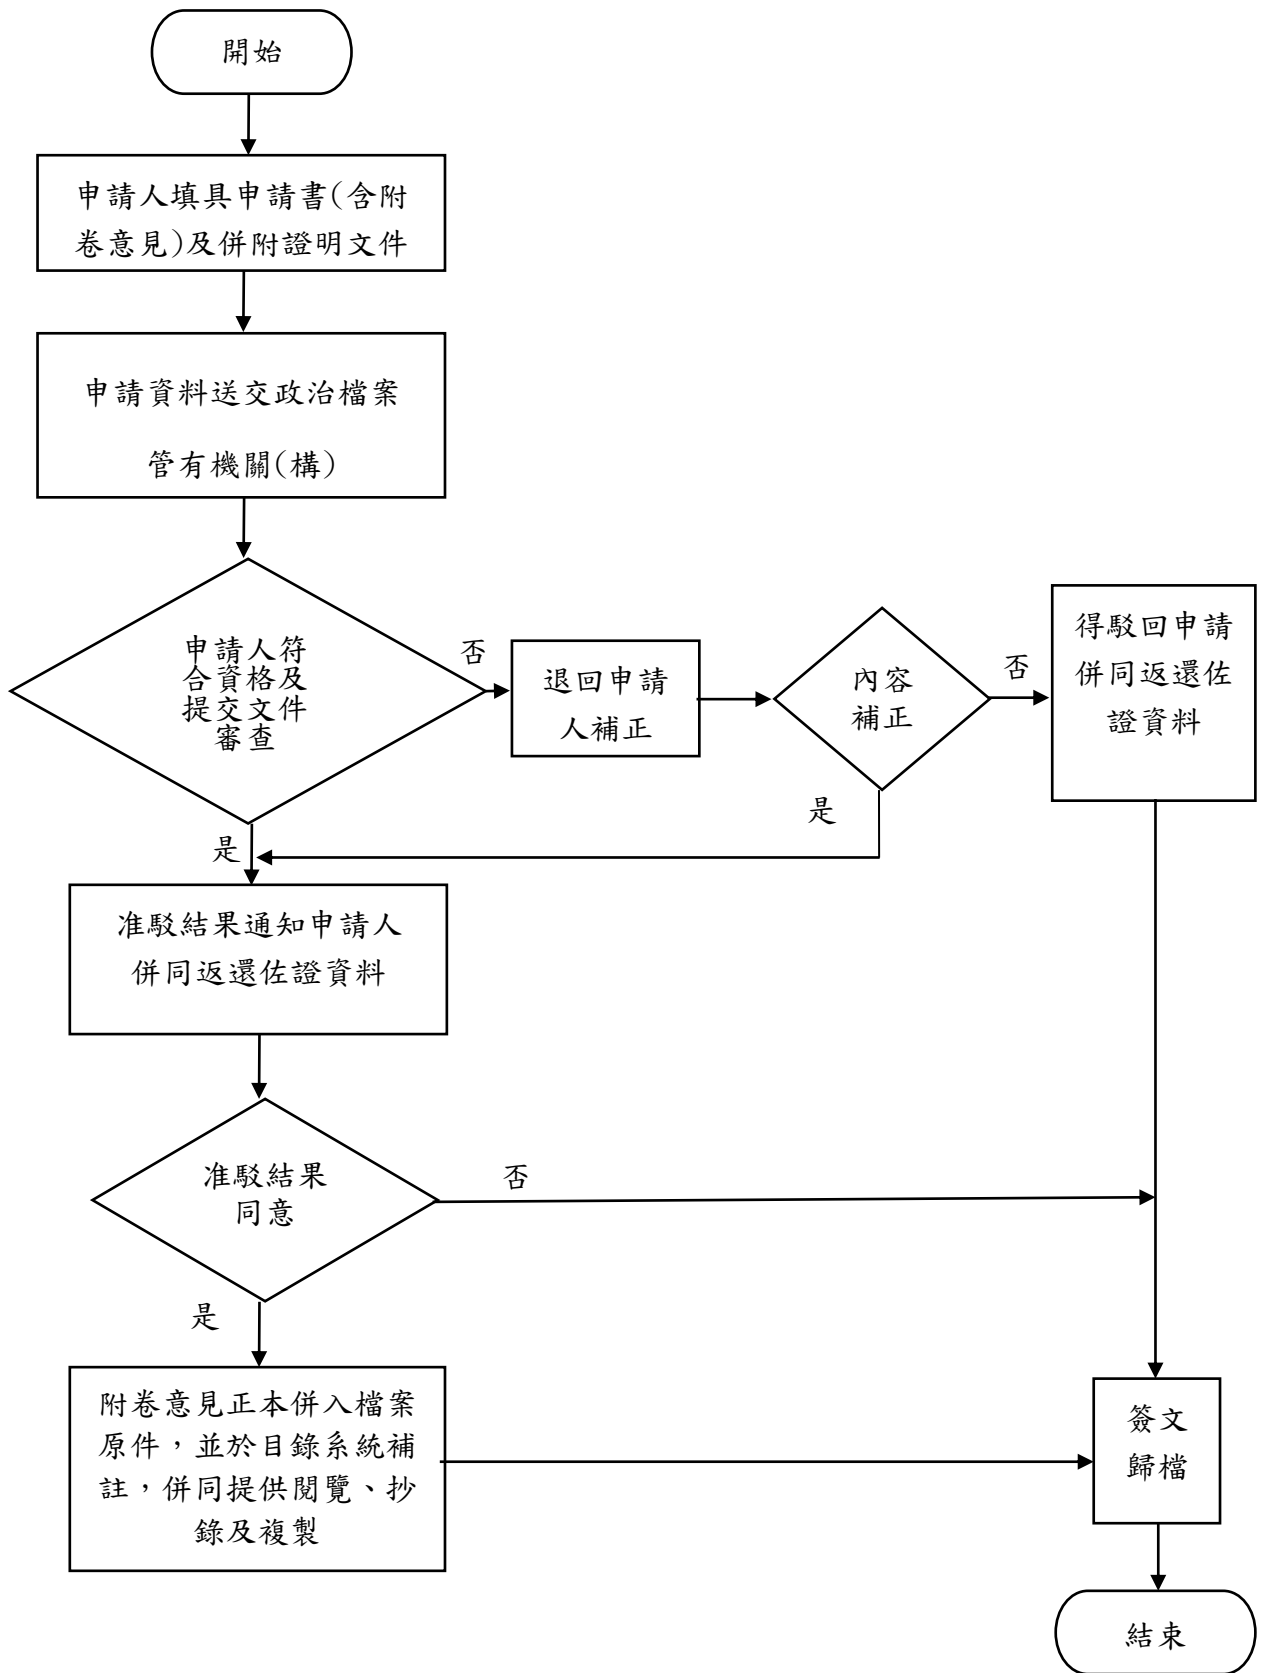 開始
申請人填具申請書(含附
卷意見)及併附證明文件
申請資料送交政治檔案
管有機關(構)
申請人符
合資格及
提交文件
審查
否
退回申請
人補正
內容
補正
否
得駁回申請
併同返還佐
證資料
是
是
准駁結果通知申請人
併同返還佐證資料
准駁結果
同意
否
是
附卷意見正本併入檔案
原件，並於目錄系統補
註，併同提供閱覽、抄
錄及複製
簽文
歸檔
結束